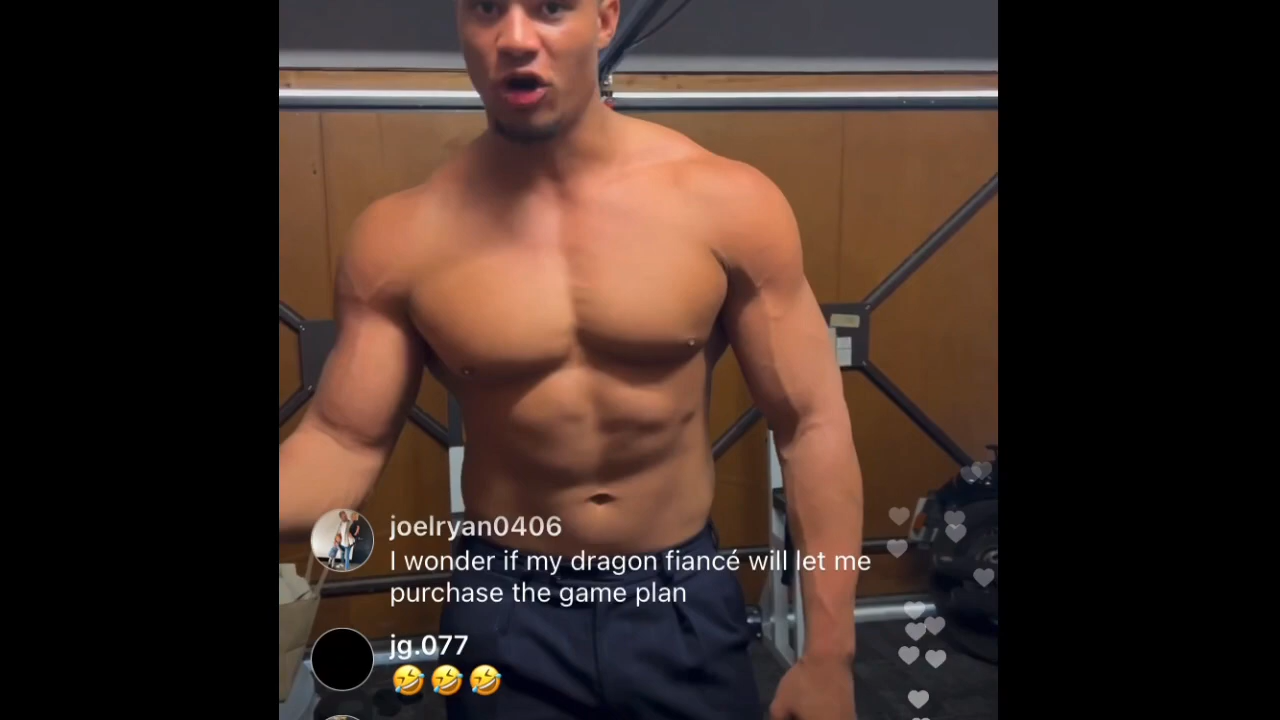 joelryan0406
I wonder if my dragon fiancé will let me
purchase the game plan
jg.077
🤣🤣🤣